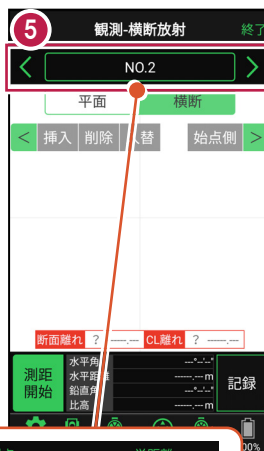 5
観測-横断放射 終了
< NO.2 >
平面 横断
< 挿入 削除 替 始点側 >
断面離れ ? -----.--- CL離れ ? -----.---
測距開始
水平角 ---°--'--"
水平距離 -----.--- m
鉛直角 ---°--'--"
比高 -----.--- m
記録